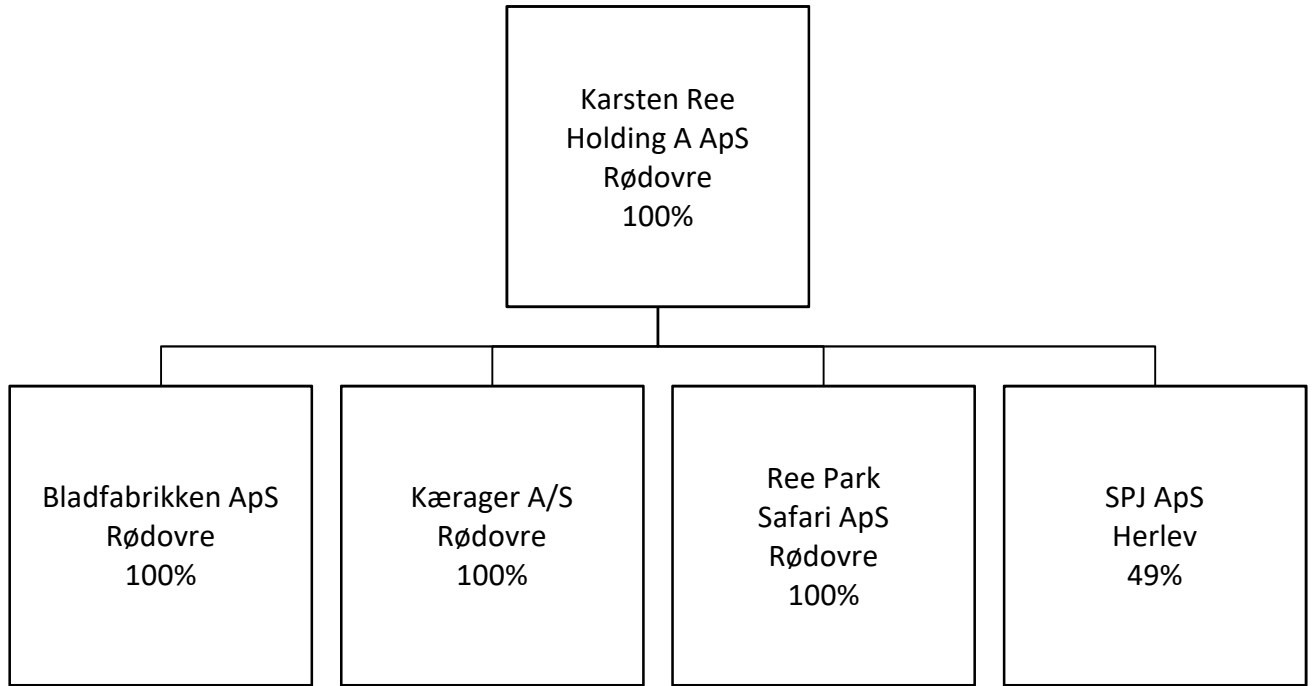 Karsten Ree
Holding A ApS
Rødovre
100%
Bladfabrikken ApS
Rødovre
100%
Kærager A/S
Rødovre
100%
Ree Park
Safari ApS
Rødovre
100%
SPJ ApS
Herlev
49%